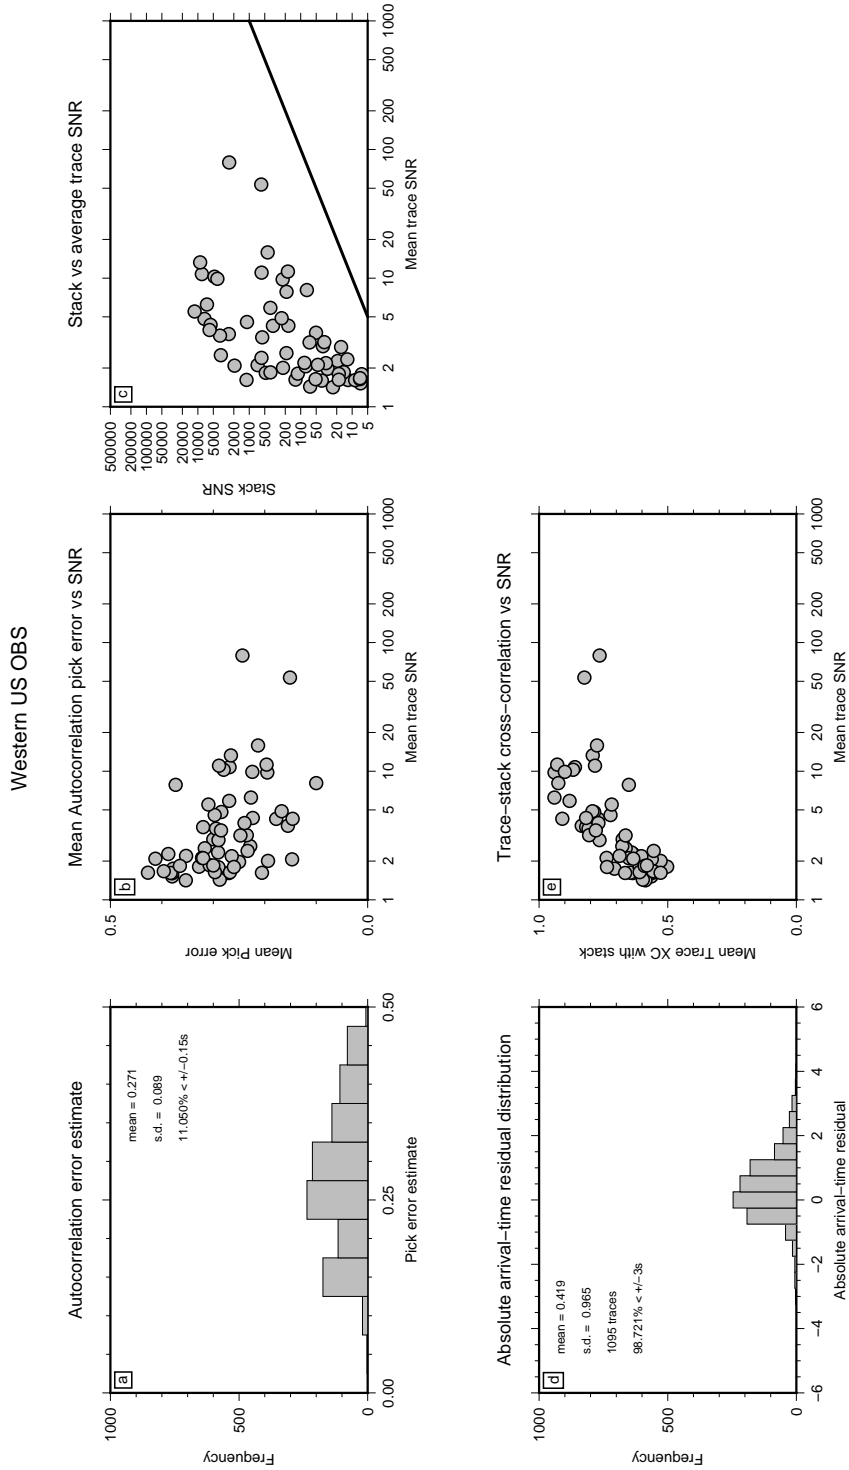 Western US OBS
Autocorrelation error estimate
a
mean = 0.271
s.d. = 0.089
11.050% < +/−0.15s
Frequency
1000
500
0
0.00
0.25
0.50
Pick error estimate
Mean Autocorrelation pick error vs SNR
b
Mean Pick error
0.5
0.0
1
2
5
10
20
50
100
200
500
1000
Mean trace SNR
Stack vs average trace SNR
c
Stack SNR
500000
200000
100000
50000
20000
10000
5000
2000
1000
500
200
100
50
20
10
5
1
2
5
10
20
50
100
200
500
1000
Mean trace SNR
Absolute arrival−time residual distribution
d
mean = 0.419
s.d. = 0.965
1095 traces
98.721% < +/−3s
Frequency
1000
500
0
−6
−4
−2
0
2
4
6
Absolute arrival−time residual
Trace−stack cross−correlation vs SNR
e
Mean Trace XC with stack
1.0
0.5
0.0
1
2
5
10
20
50
100
200
500
1000
Mean trace SNR